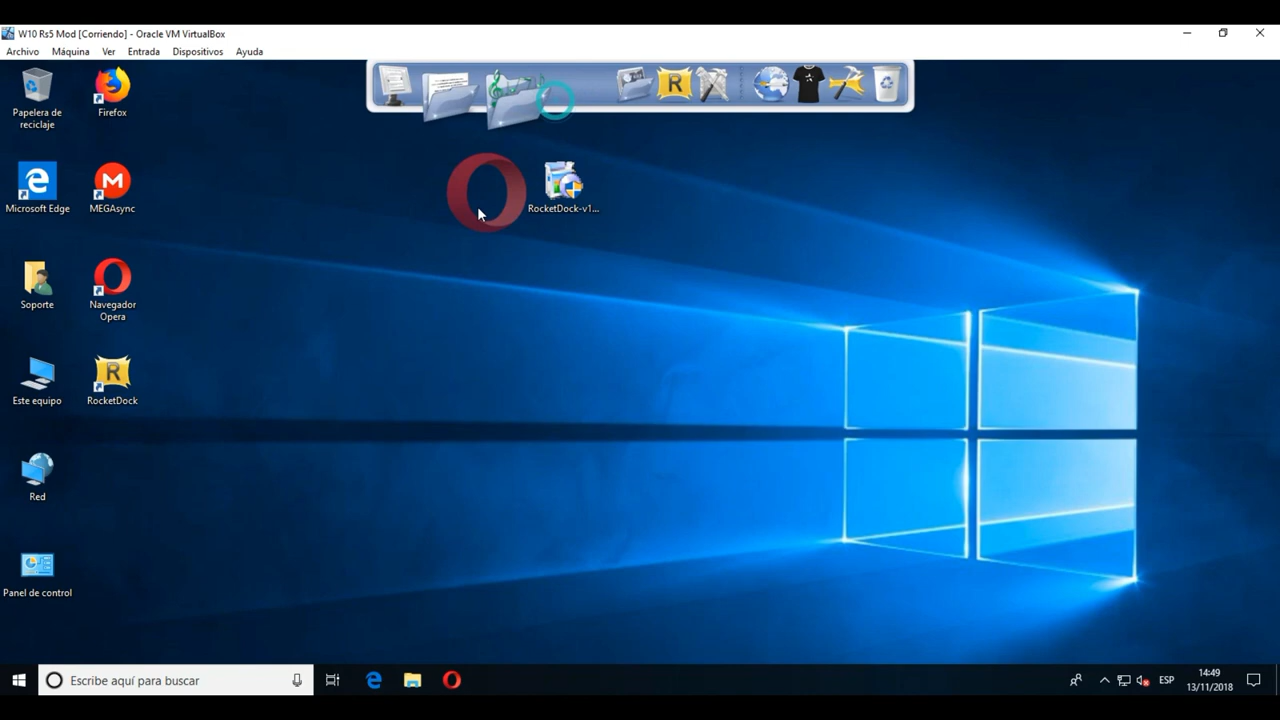 W10 Rs5 Mod [Corriendo] - Oracle VM VirtualBox
Archivo Máquina Ver Entrada Dispositivos Ayuda
Papelera de
reciclaje
Firefox
Microsoft Edge
MEGAsync
RocketDock-v1...
Soporte
Navegador
Opera
Este equipo
RocketDock
Red
Panel de control
Escribe aquí para buscar
ESP
14:49
13/11/2018